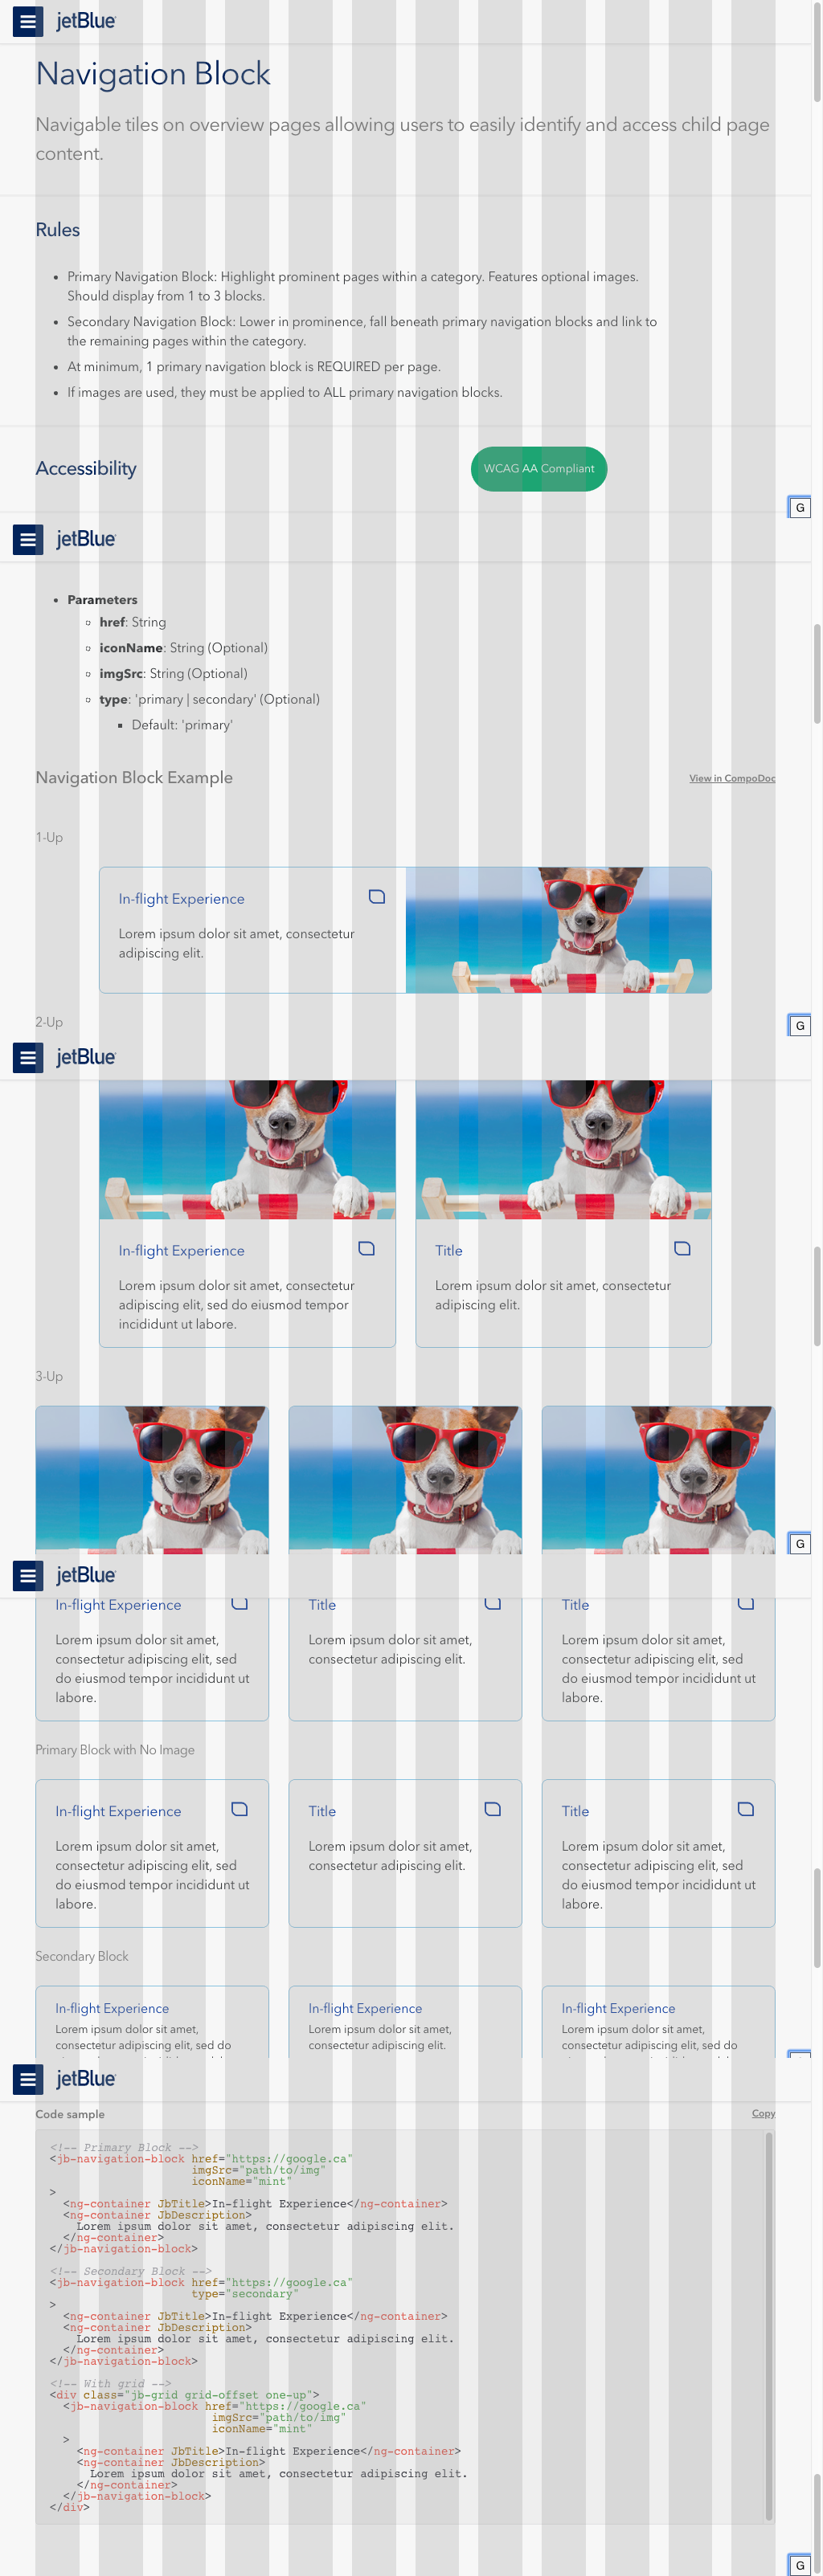 jetBlue
Navigation Block
Navigable tiles on overview pages allowing users to easily identify and access child page
content.
Rules
Primary Navigation Block: Highlight prominent pages within a category. Features optional images.
Should display from 1 to 3 blocks.
Secondary Navigation Block: Lower in prominence, fall beneath primary navigation blocks and link to
the remaining pages within the category.
At minimum, 1 primary navigation block is REQUIRED per page.
If images are used, they must be applied to ALL primary navigation blocks.
Accessibility
WCAG AA Compliant
G
jetBlue
Parameters
href: String
iconName: String (Optional)
imgSrc: String (Optional)
type: 'primary | secondary' (Optional)
Default: 'primary'
Navigation Block Example
View in CompoDoc
1-Up
In-flight Experience
Lorem ipsum dolor sit amet, consectetur
adipiscing elit.
2-Up
G
jetBlue
In-flight Experience
Lorem ipsum dolor sit amet, consectetur
adipiscing elit, sed do eiusmod tempor
incididunt ut labore.
Title
Lorem ipsum dolor sit amet, consectetur
adipiscing elit.
3-Up
G
jetBlue
In-flight Experience
Lorem ipsum dolor sit amet,
consectetur adipiscing elit, sed
do eiusmod tempor incididunt ut
labore.
Title
Lorem ipsum dolor sit amet,
consectetur adipiscing elit.
Title
Lorem ipsum dolor sit amet,
consectetur adipiscing elit, sed
do eiusmod tempor incididunt ut
labore.
Primary Block with No Image
In-flight Experience
Lorem ipsum dolor sit amet,
consectetur adipiscing elit, sed
do eiusmod tempor incididunt ut
labore.
Title
Lorem ipsum dolor sit amet,
consectetur adipiscing elit.
Title
Lorem ipsum dolor sit amet,
consectetur adipiscing elit, sed
do eiusmod tempor incididunt ut
labore.
Secondary Block
In-flight Experience
Lorem ipsum dolor sit amet,
consectetur adipiscing elit, sed do
In-flight Experience
Lorem ipsum dolor sit amet,
consectetur adipiscing elit.
In-flight Experience
Lorem ipsum dolor sit amet,
consectetur adipiscing elit, sed do
jetBlue
Code sample
Copy
<!-- Primary Block -->
<jb-navigation-block href="https://google.ca"
imgSrc="path/to/img"
iconName="mint"
>
<ng-container JbTitle>In-flight Experience</ng-container>
<ng-container JbDescription>
Lorem ipsum dolor sit amet, consectetur adipiscing elit.
</ng-container>
</jb-navigation-block>
<!-- Secondary Block -->
<jb-navigation-block href="https://google.ca"
type="secondary"
>
<ng-container JbTitle>In-flight Experience</ng-container>
<ng-container JbDescription>
Lorem ipsum dolor sit amet, consectetur adipiscing elit.
</ng-container>
</jb-navigation-block>
<!-- With grid -->
<div class="jb-grid grid-offset one-up">
<jb-navigation-block href="https://google.ca"
imgSrc="path/to/img"
iconName="mint"
>
<ng-container JbTitle>In-flight Experience</ng-container>
<ng-container JbDescription>
Lorem ipsum dolor sit amet, consectetur adipiscing elit.
</ng-container>
</jb-navigation-block>
</div>
G